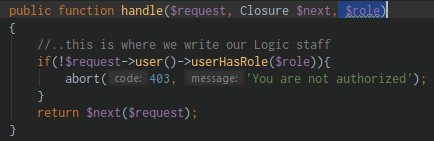 public function handle($request, Closure $next, $role)
{
//..this is where we write our Logic staff
if(!$request->user()->userHasRole($role)){
abort( code: 403, message: 'You are not authorized');
}
return $next($request);
}